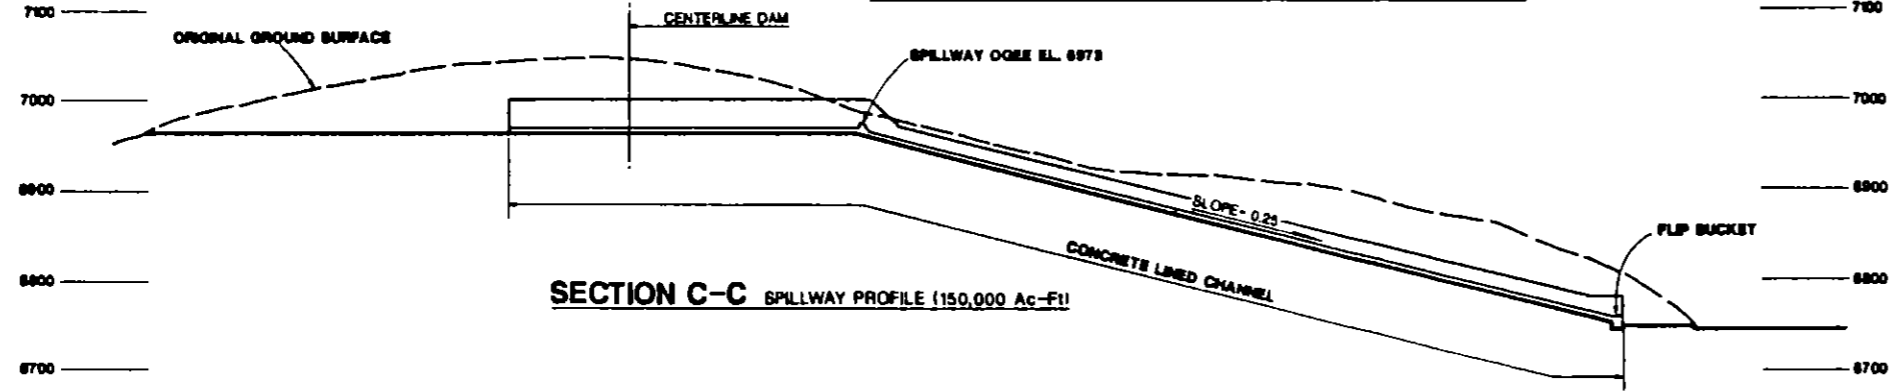 7100
CENTERLINE DAM
7100
ORIGINAL GROUND SURFACE
SPILLWAY OGEE EL. 6973
7000
7000
6900
6900
SLOPE - 0.25
FLIP BUCKET
CONCRETE LINED CHANNEL
6800
6800
SECTION C-C SPILLWAY PROFILE (150,000 Ac-Ft)
6700
6700